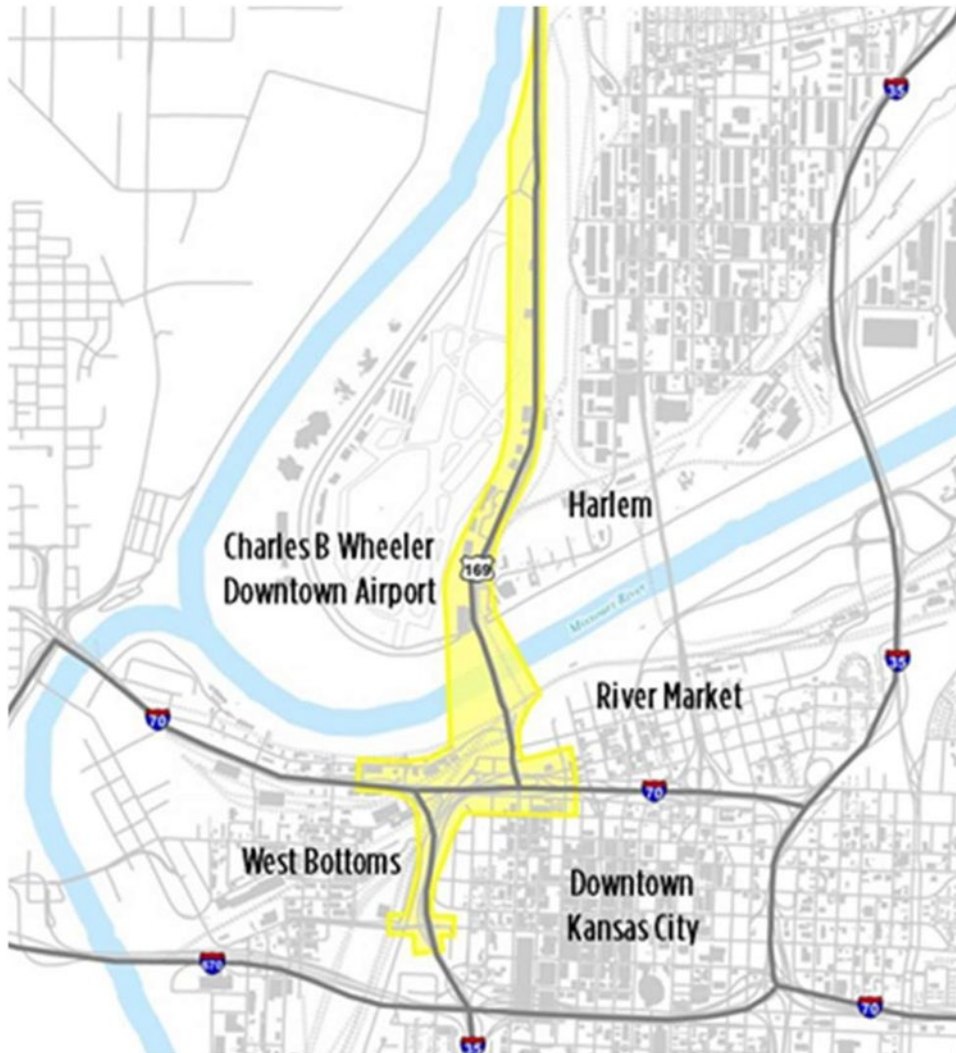 35
Harlem
Charles B Wheeler
Downtown Airport
169
Missouri River
35
River Market
70
70
West Bottoms
Downtown
Kansas City
670
70
35